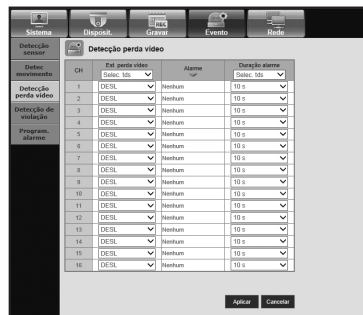 Sistema Disposit. Gravar Evento Rede
REC
Detecção sensor
Detec movimento
Detecção perda vídeo
Detecção de violação
Program. alarme
Detecção perda vídeo
CH Est. perda vídeo Alarme Duração alarme
Selec. tds Selec. tds
1 DESL Nenhum 10 s
2 DESL Nenhum 10 s
3 DESL Nenhum 10 s
4 DESL Nenhum 10 s
5 DESL Nenhum 10 s
6 DESL Nenhum 10 s
7 DESL Nenhum 10 s
8 DESL Nenhum 10 s
9 DESL Nenhum 10 s
10 DESL Nenhum 10 s
11 DESL Nenhum 10 s
12 DESL Nenhum 10 s
13 DESL Nenhum 10 s
14 DESL Nenhum 10 s
15 DESL Nenhum 10 s
16 DESL Nenhum 10 s
Aplicar Cancelar